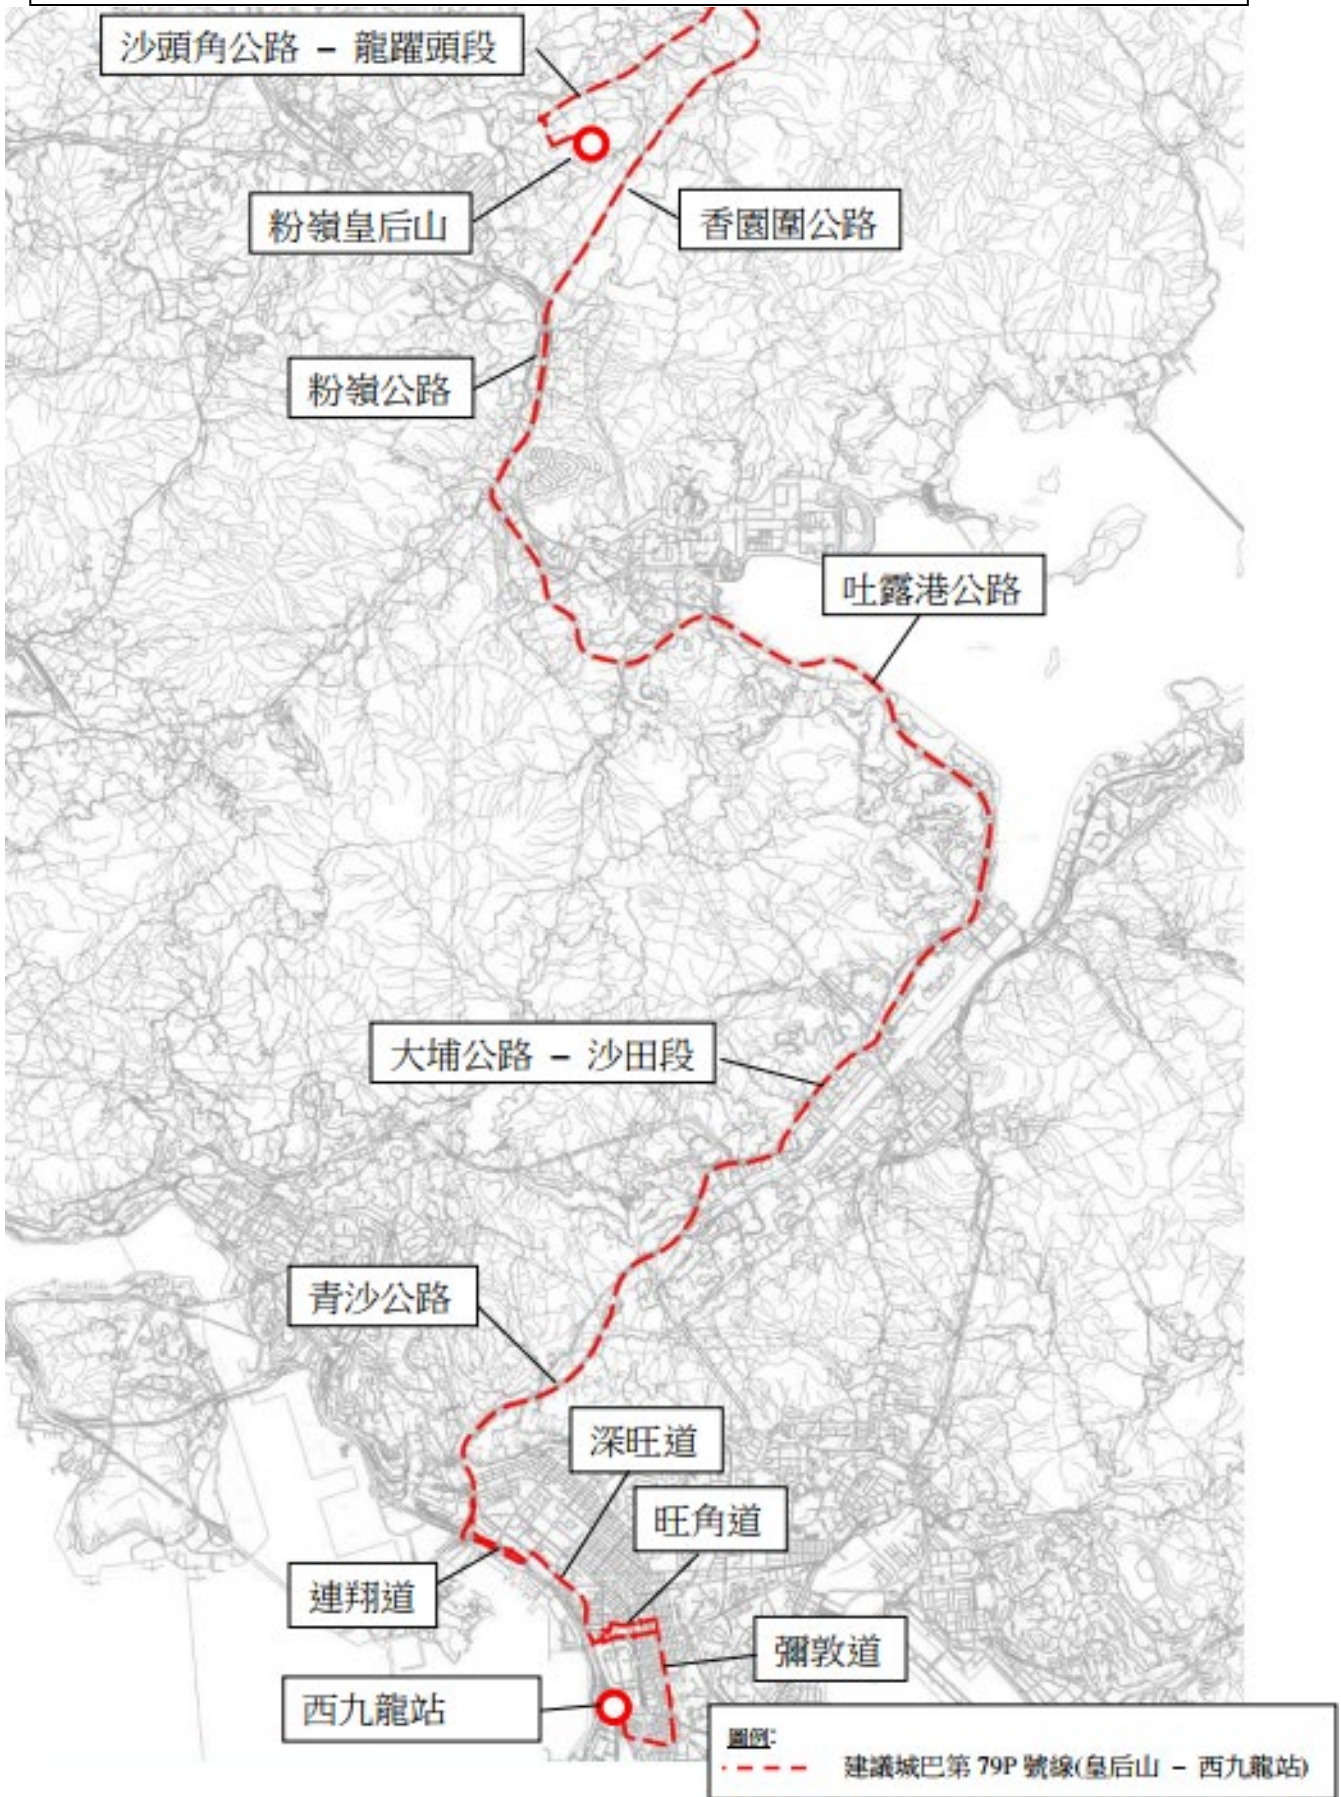 沙頭角公路 – 龍躍頭段
粉嶺皇后山
香園圍公路
粉嶺公路
吐露港公路
大埔公路 – 沙田段
青沙公路
深旺道
旺角道
連翔道
彌敦道
西九龍站
圖例:
建議城巴第 79P 號線(皇后山 – 西九龍站)